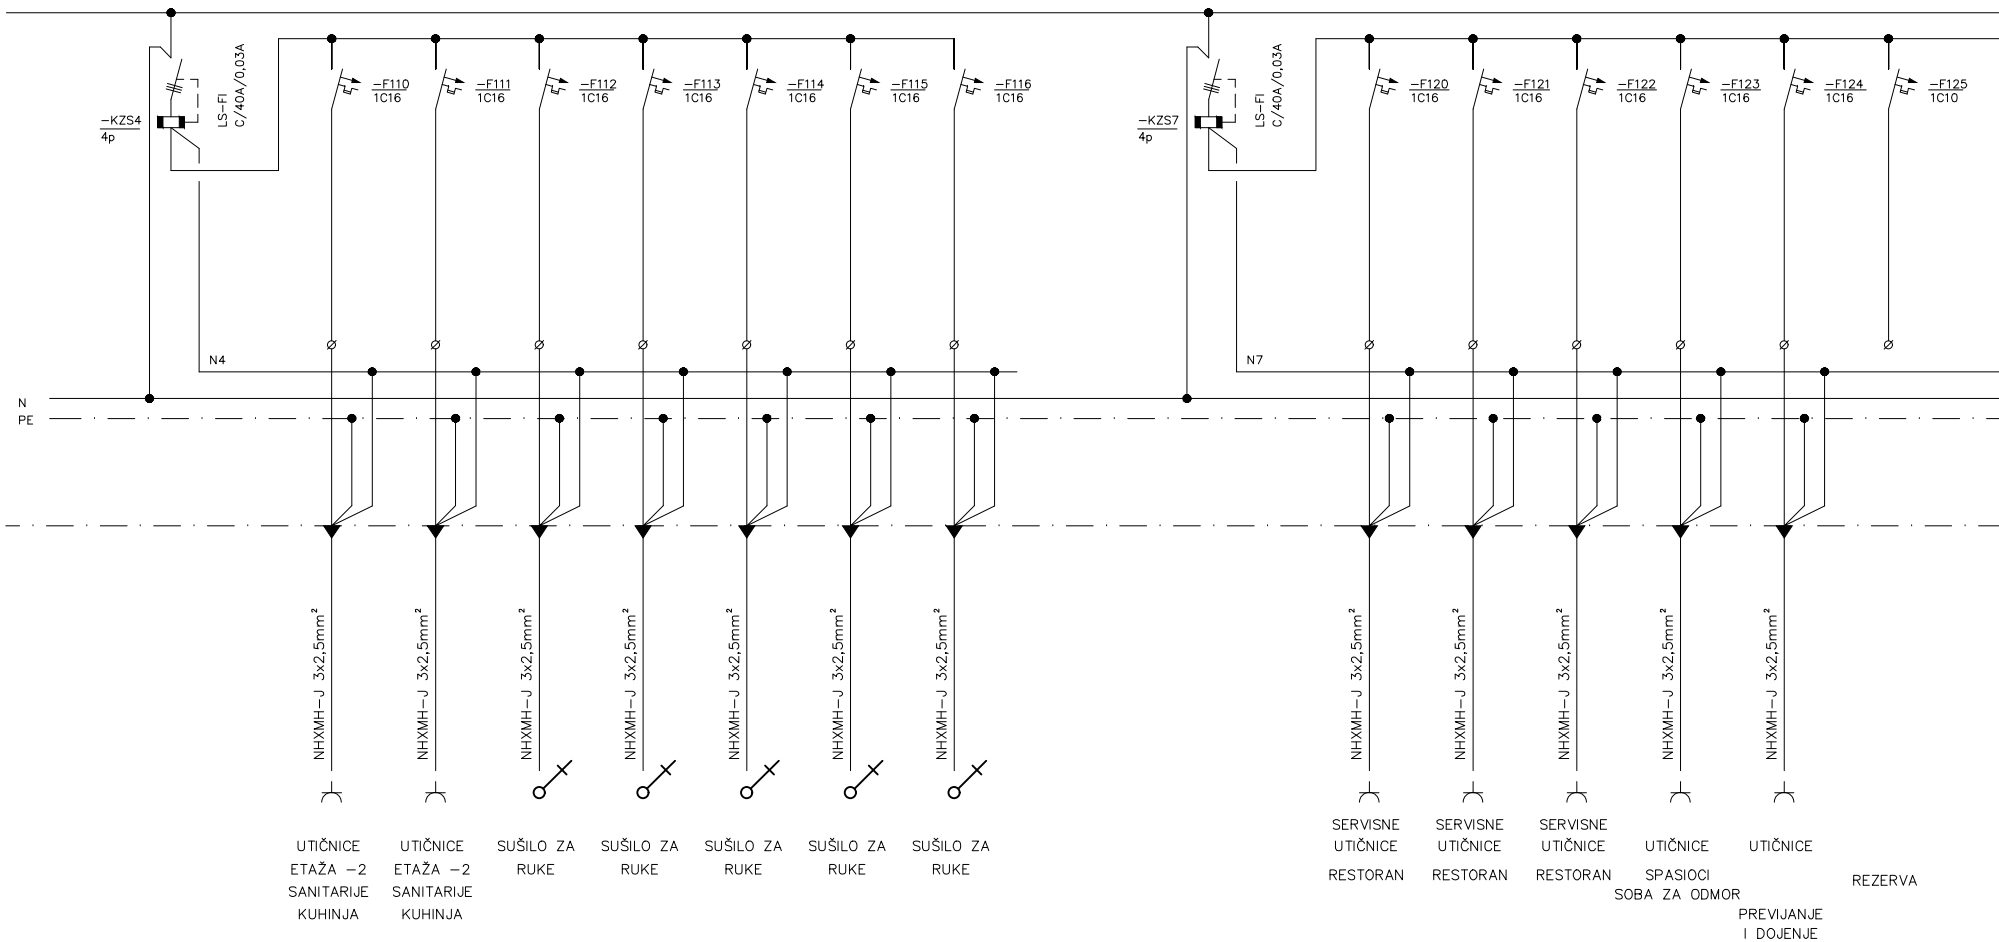 -KZS4
4p
LS-FI
C/40A/0,03A
-F110
1C16
-F111
1C16
-F112
1C16
-F113
1C16
-F114
1C16
-F115
1C16
-F116
1C16
-KZS7
4p
LS-FI
C/40A/0,03A
-F120
1C16
-F121
1C16
-F122
1C16
-F123
1C16
-F124
1C16
-F125
1C10
N4
N7
N
PE
NHXMH-J 3x2,5mm²
NHXMH-J 3x2,5mm²
NHXMH-J 3x2,5mm²
NHXMH-J 3x2,5mm²
NHXMH-J 3x2,5mm²
NHXMH-J 3x2,5mm²
NHXMH-J 3x2,5mm²
NHXMH-J 3x2,5mm²
NHXMH-J 3x2,5mm²
NHXMH-J 3x2,5mm²
NHXMH-J 3x2,5mm²
NHXMH-J 3x2,5mm²
UTIČNICE
ETAŽA -2
SANITARIJE
KUHINJA
UTIČNICE
ETAŽA -2
SANITARIJE
KUHINJA
SUŠILO ZA
RUKE
SUŠILO ZA
RUKE
SUŠILO ZA
RUKE
SUŠILO ZA
RUKE
SUŠILO ZA
RUKE
SERVISNE
UTIČNICE
RESTORAN
SERVISNE
UTIČNICE
RESTORAN
SERVISNE
UTIČNICE
RESTORAN
UTIČNICE
SPASIOCI
SOBA ZA ODMOR
UTIČNICE
PREVIJANJE
I DOJENJE
REZERVA